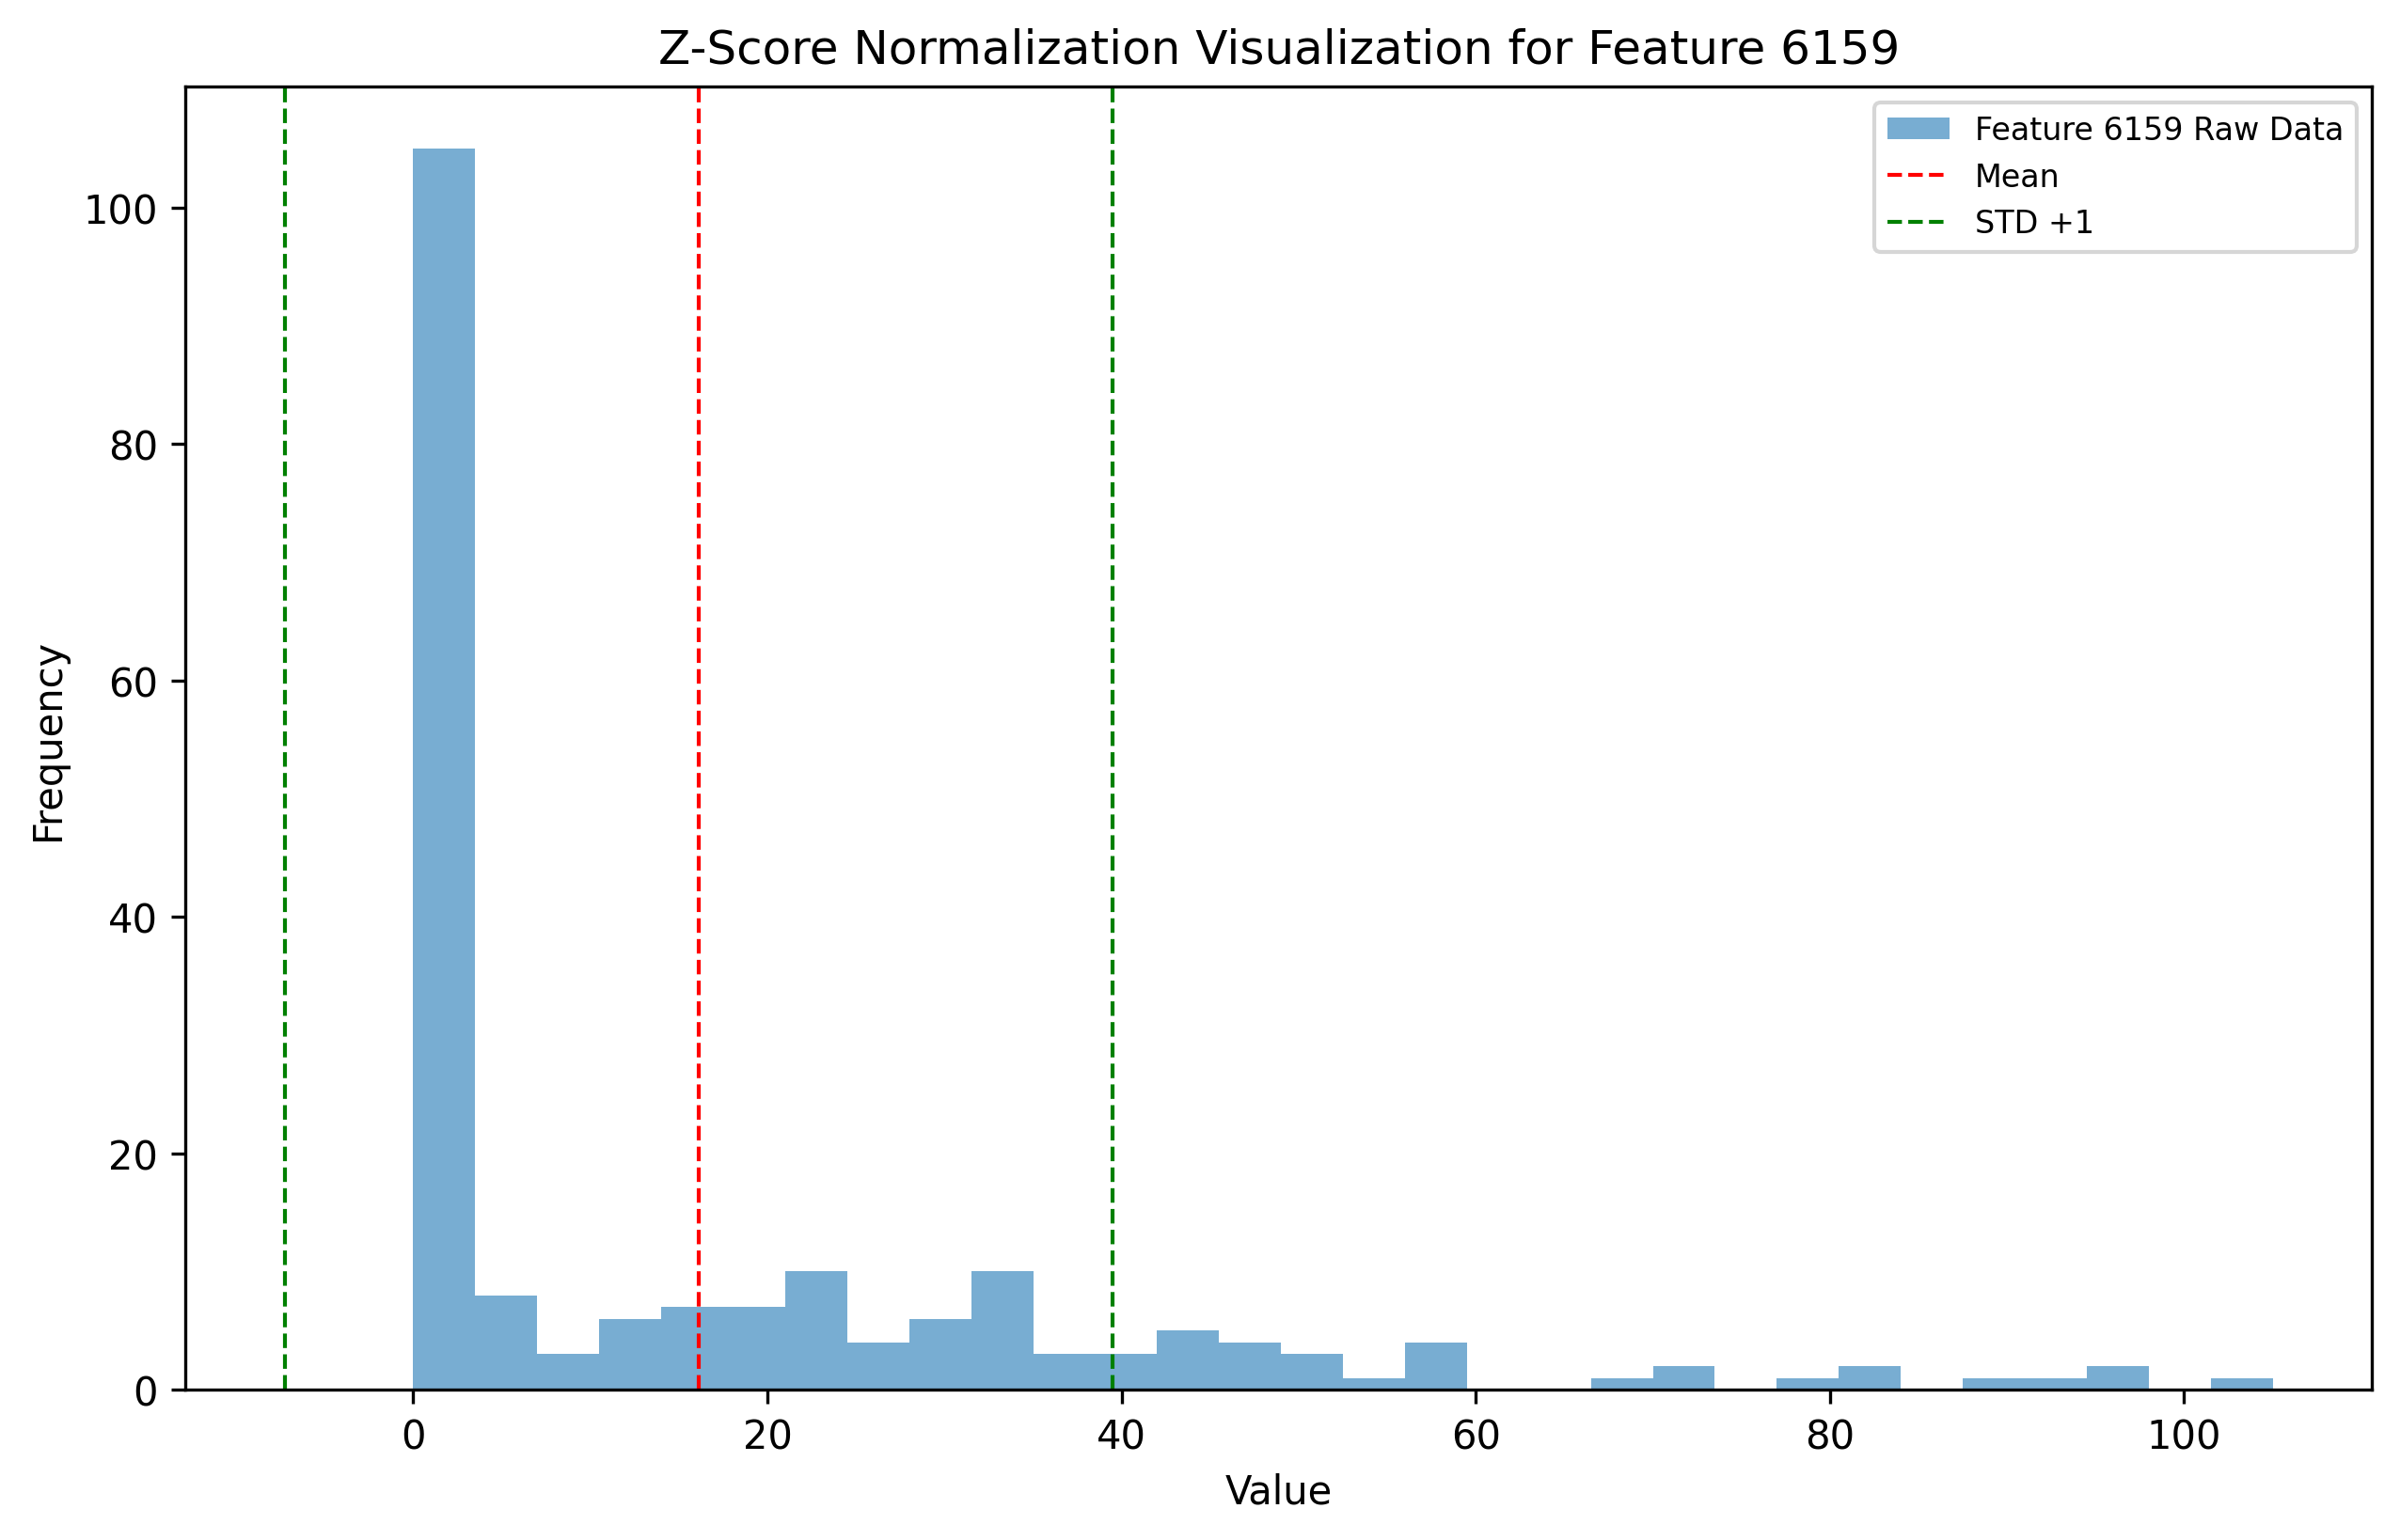 Z-Score Normalization Visualization for Feature 6159
Feature 6159 Raw Data
Mean
STD +1
Frequency
100
80
60
40
20
0
0 20 40 60 80 100
Value